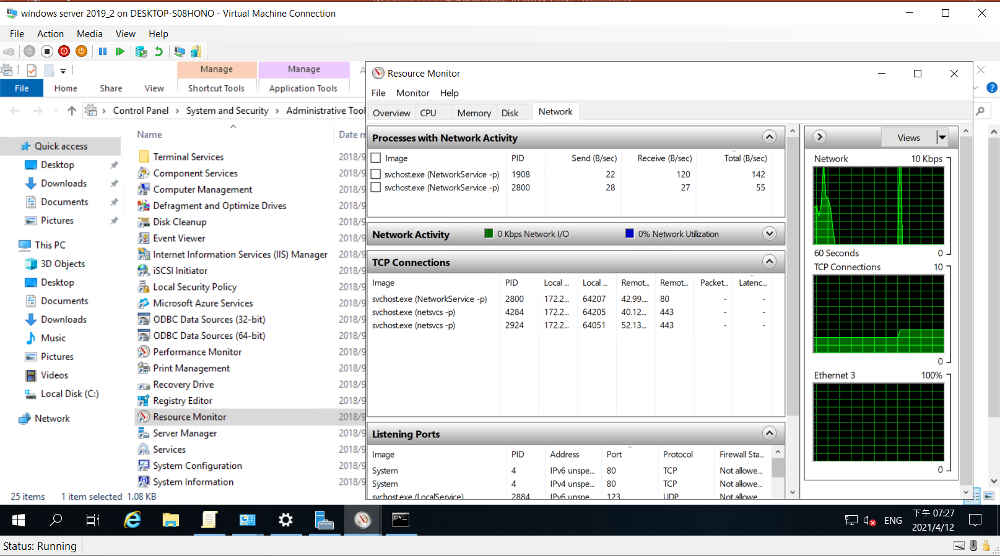 windows server 2019_2 on DESKTOP-S08HONO - Virtual Machine Connection
File Action Media View Help
Manage Manage
File Home Share View Shortcut Tools Application Tools
Control Panel System and Security Administrative Tool
Name Date m
Quick access
Desktop
Downloads
Documents
Pictures
This PC
3D Objects
Desktop
Documents
Downloads
Music
Pictures
Videos
Local Disk (C:)
Network
Terminal Services 2018/9
Component Services 2018/9
Computer Management 2018/9
Defragment and Optimize Drives 2018/9
Disk Cleanup 2018/9
Event Viewer 2018/9
Internet Information Services (IIS) Manager 2018/9
iSCSI Initiator 2018/9
Local Security Policy 2018/9
Microsoft Azure Services 2018/9
ODBC Data Sources (32-bit) 2018/9
ODBC Data Sources (64-bit) 2018/9
Performance Monitor 2018/9
Print Management 2018/9
Recovery Drive 2018/9
Registry Editor 2018/9
Resource Monitor 2018/9
Server Manager 2018/9
Services 2018/9
System Configuration 2018/9
System Information 2018/9
25 items 1 item selected 1.08 KB
Resource Monitor
File Monitor Help
Overview CPU Memory Disk Network
Processes with Network Activity
Image PID Send (B/sec) Receive (B/sec) Total (B/sec)
svchost.exe (NetworkService -p) 1908 22 120 142
svchost.exe (NetworkService -p) 2800 28 27 55
Network Activity 0 Kbps Network I/O 0% Network Utilization
TCP Connections
Image PID Local ... Local ... Remot... Remot... Packet... Latenc...
svchost.exe (NetworkService -p) 2800 172.2... 64207 42.99.... 80 - -
svchost.exe (netsvcs -p) 4284 172.2... 64205 40.12... 443 - -
svchost.exe (netsvcs -p) 2924 172.2... 64051 52.13... 443 - -
Listening Ports
Image PID Address Port Protocol Firewall Sta...
System 4 IPv6 unspe... 80 TCP Not allowe...
System 4 IPv4 unspe... 80 TCP Not allowe...
svchost.exe (LocalService) 2884 IPv6 unspe 123 UDP Not allowe
Views
Network 10 Kbps
60 Seconds 0
TCP Connections 10
0
Ethernet 3 100%
0
ENG
下午 07:27
2021/4/12
Status: Running